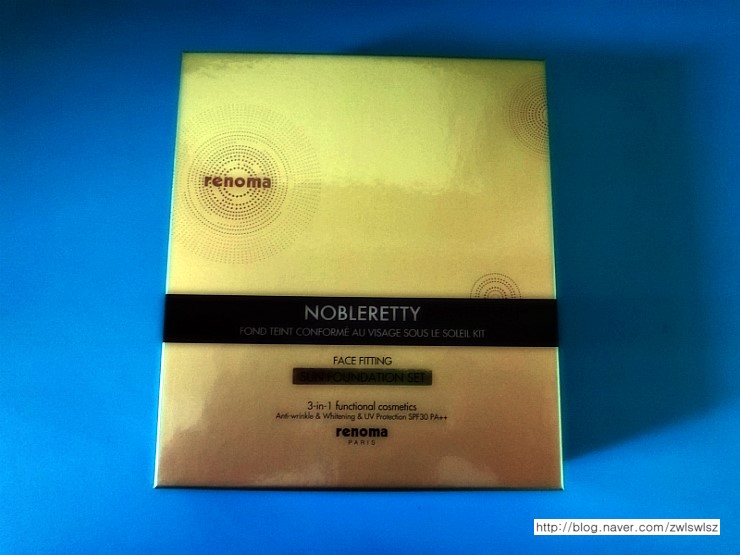 renoma
NOBLERETTY
FOND TEINT CONFORMÉ AU VISAGE SOUS LE SOLEIL KIT
FACE FITTING
SUN FOUNDATION SET
3-in-1 functional cosmetics
Anti-wrinkle & Whitening & UV Protection SPF30 PA++
renoma
PARIS
http://blog.naver.com/zwlswlsz